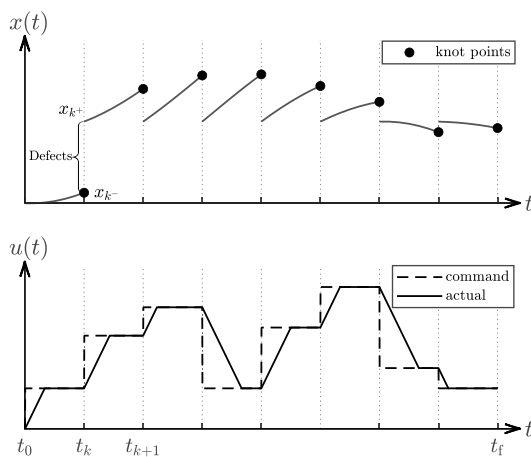 x(t)
knot points
x_{k^+}
Defects
x_{k^-}
t
u(t)
command
actual
t
t_0 t_k t_{k+1} t_f